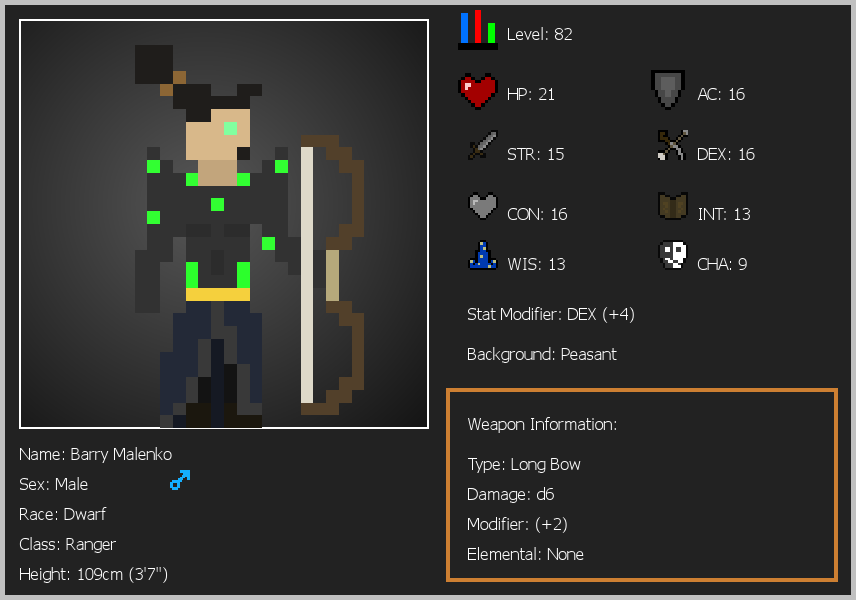 Level: 82
HP: 21
AC: 16
STR: 15
DEX: 16
CON: 16
INT: 13
WIS: 13
CHA: 9
Stat Modifier: DEX (+4)
Background: Peasant
Weapon Information:
Type: Long Bow
Damage: d6
Modifier: (+2)
Elemental: None
Name: Barry Malenko
Sex: Male
Race: Dwarf
Class: Ranger
Height: 109cm (3'7")